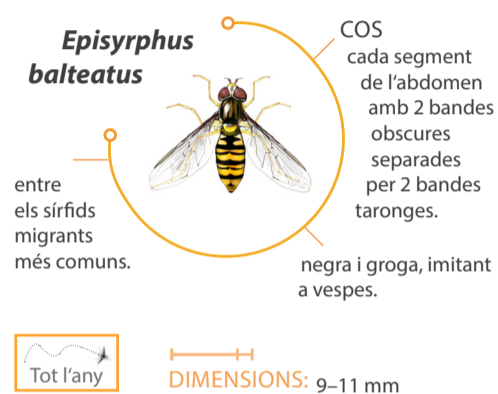 Episyrphus
balteatus
COS
cada segment
de l'abdomen
amb 2 bandes
obscures
separades
per 2 bandes
taronges.
entre
els sírfids
migrants
més comuns.
negra i groga, imitant
a vespes.
Tot l'any
DIMENSIONS: 9–11 mm